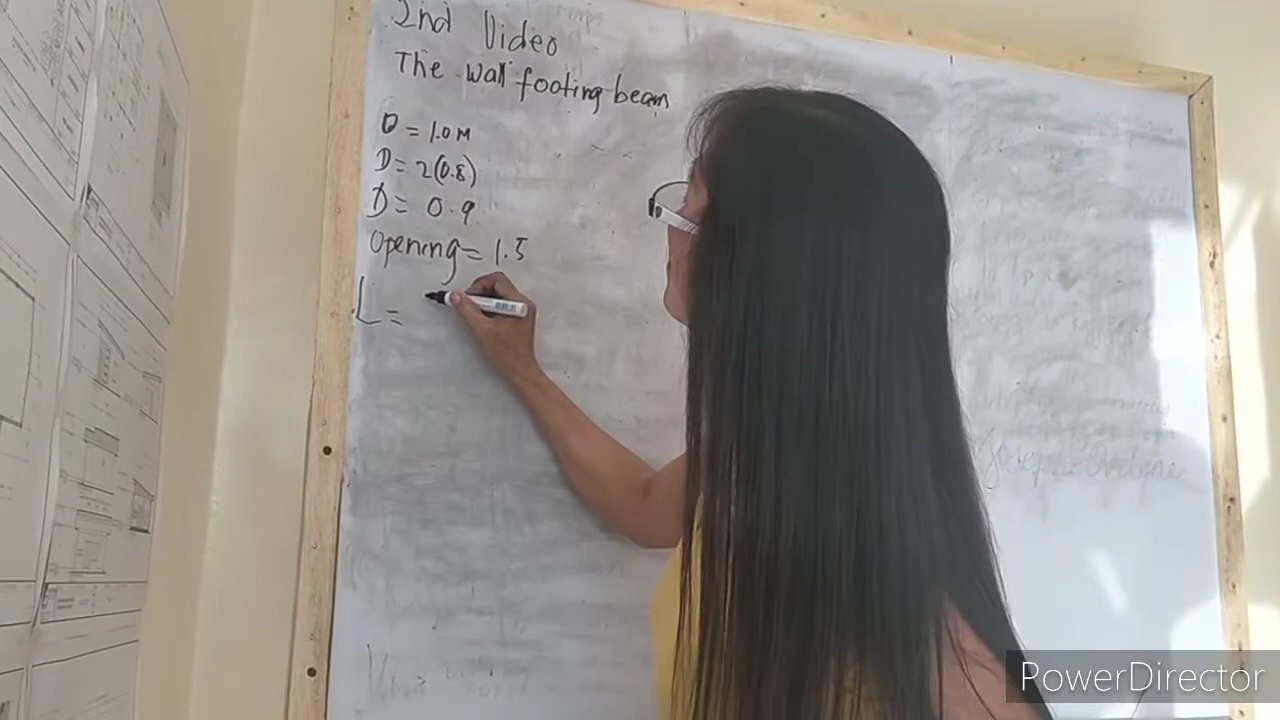 2nd Video
The wall footing beam
D = 1.0 M
D = 2(0.8)
D = 0.9
Opening = 1.5
L =
PowerDirector